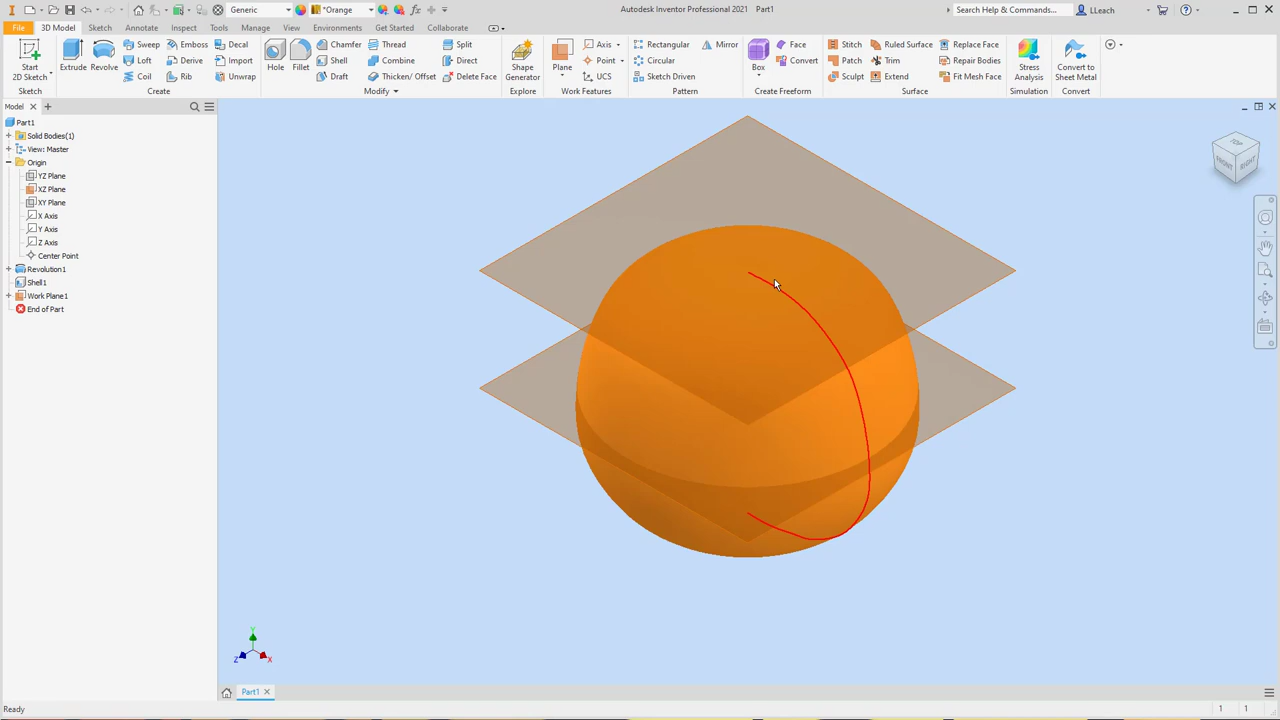 Generic
*Orange
Autodesk Inventor Professional 2021 Part1
Search Help & Commands...
LLeach
File
3D Model
Sketch
Annotate
Inspect
Tools
Manage
View
Environments
Get Started
Collaborate
Start
2D Sketch
Extrude
Revolve
Sweep
Emboss
Decal
Loft
Derive
Import
Coil
Rib
Unwrap
Hole
Fillet
Chamfer
Thread
Split
Shell
Combine
Direct
Draft
Thicken/ Offset
Delete Face
Shape
Generator
Plane
Axis
Point
UCS
Rectangular
Mirror
Circular
Sketch Driven
Box
Face
Convert
Stitch
Ruled Surface
Replace Face
Patch
Trim
Repair Bodies
Sculpt
Extend
Fit Mesh Face
Stress
Analysis
Convert to
Sheet Metal
Sketch
Create
Modify
Explore
Work Features
Pattern
Create Freeform
Surface
Simulation
Convert
Model
Part1
Solid Bodies(1)
View: Master
Origin
YZ Plane
XZ Plane
XY Plane
X Axis
Y Axis
Z Axis
Center Point
Revolution1
Shell1
Work Plane1
End of Part
TOP
FRONT
RIGHT
Y
Z
X
Part1
Ready
1 1